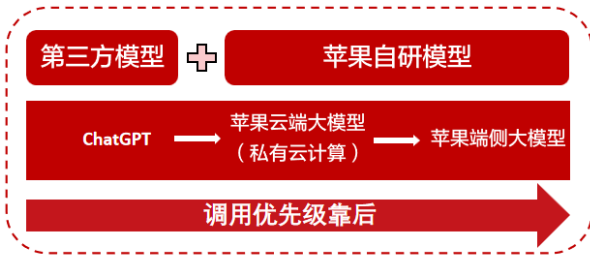 第三方模型
苹果自研模型
ChatGPT
苹果云端大模型
（私有云计算）
苹果端侧大模型
调用优先级靠后